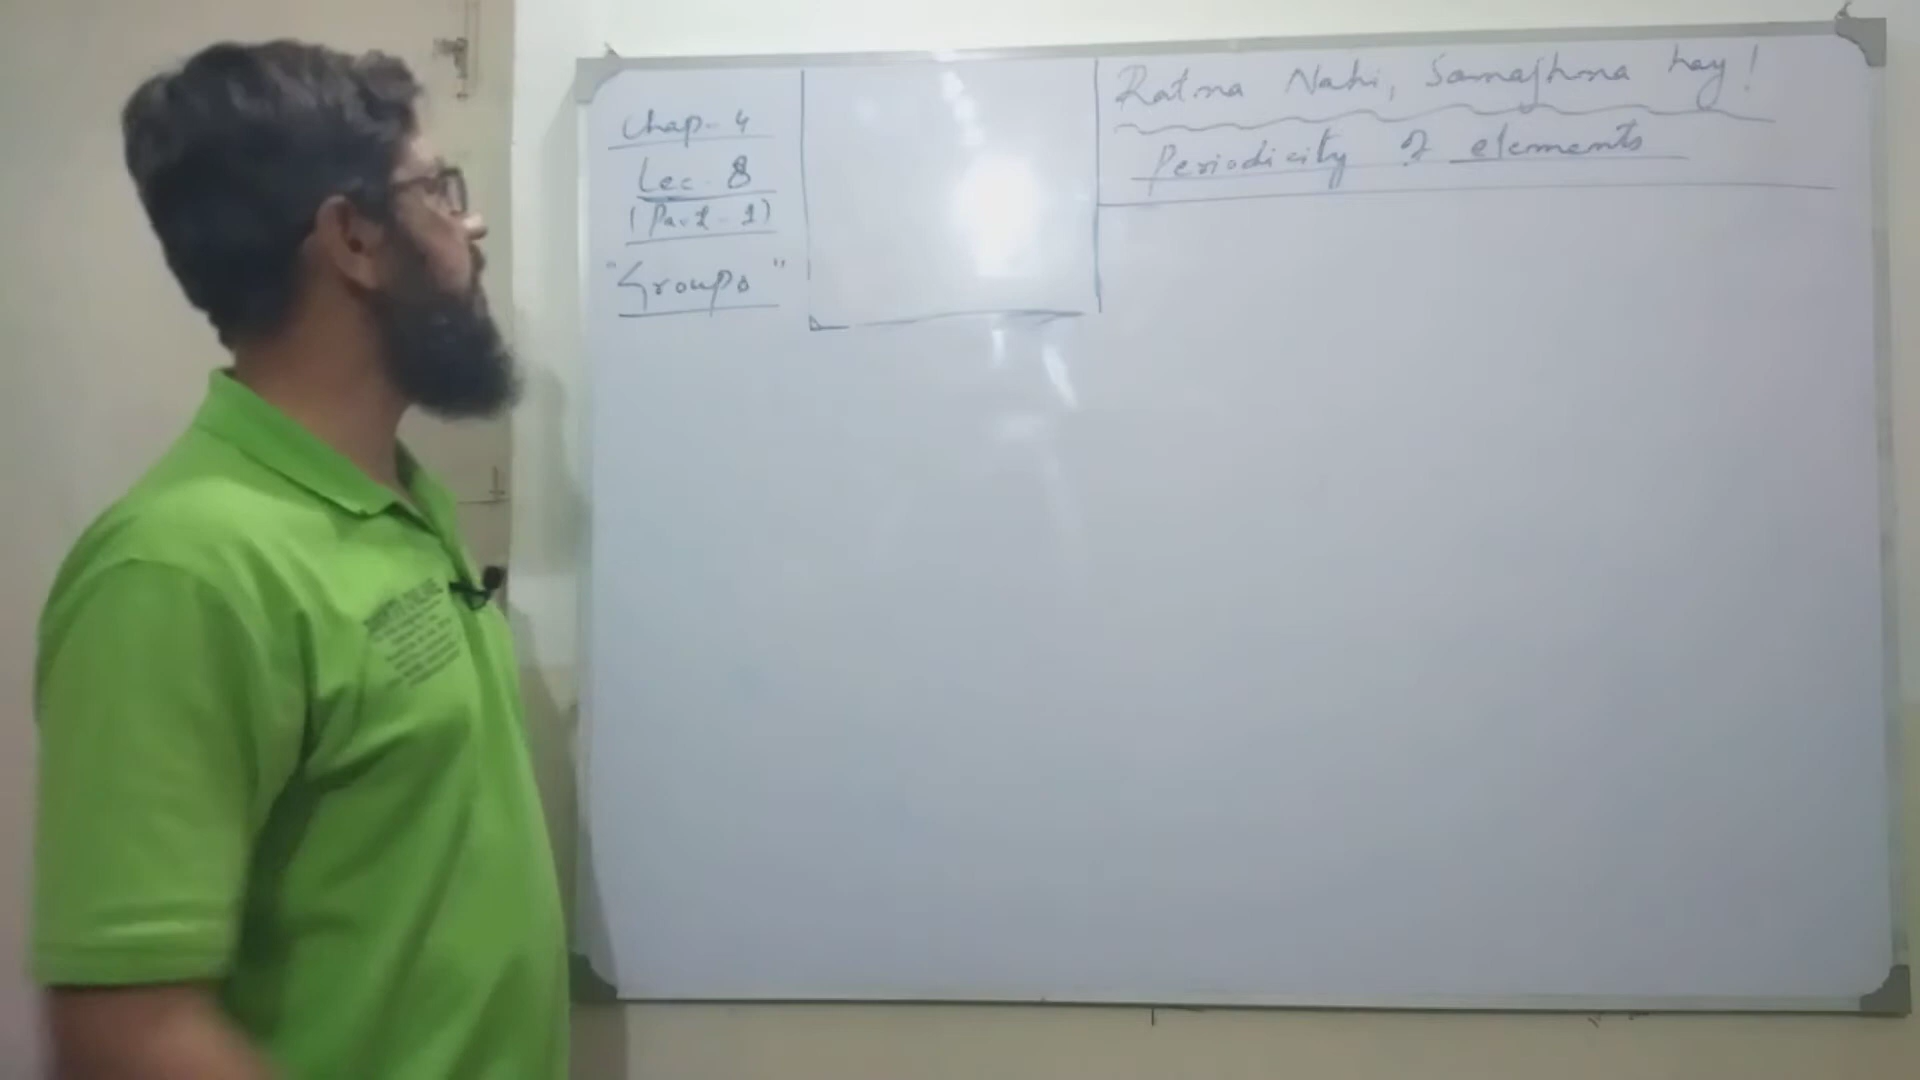 Chap. 4
Lec. 8
(Part-1)
"Groups"
Ratna Nahi, Samajhna hay!
Periodicity of elements